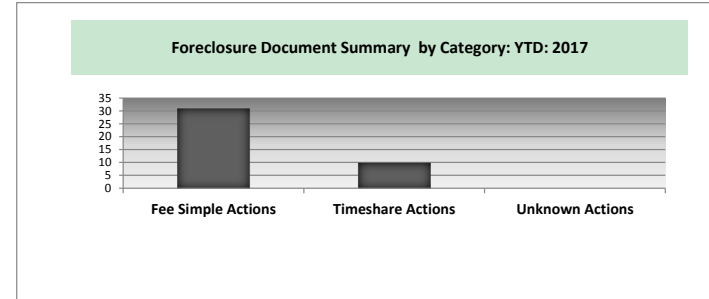 Foreclosure Document Summary  by Category: YTD: 2017
35
30
25
20
15
10
5
0
Fee Simple Actions
Timeshare Actions
Unknown Actions